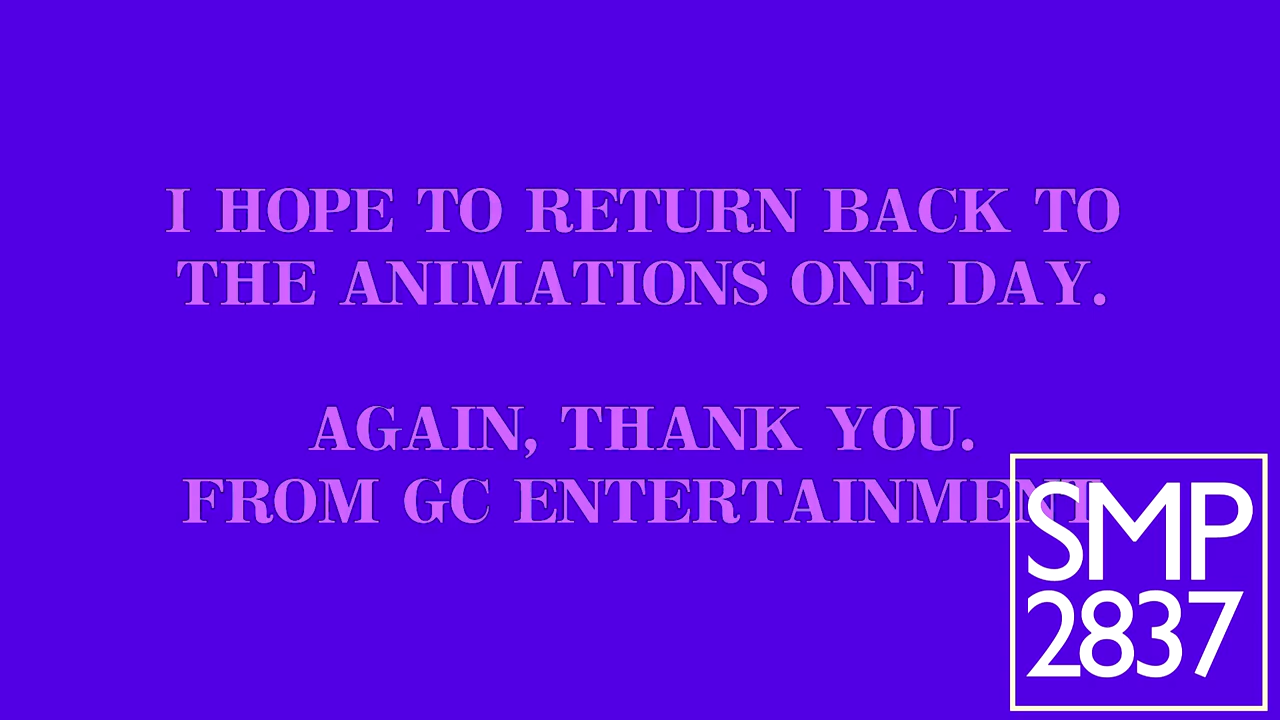 I HOPE TO RETURN BACK TO
THE ANIMATIONS ONE DAY.
AGAIN, THANK YOU.
FROM GC ENTERTAINMENT
SMP
2837